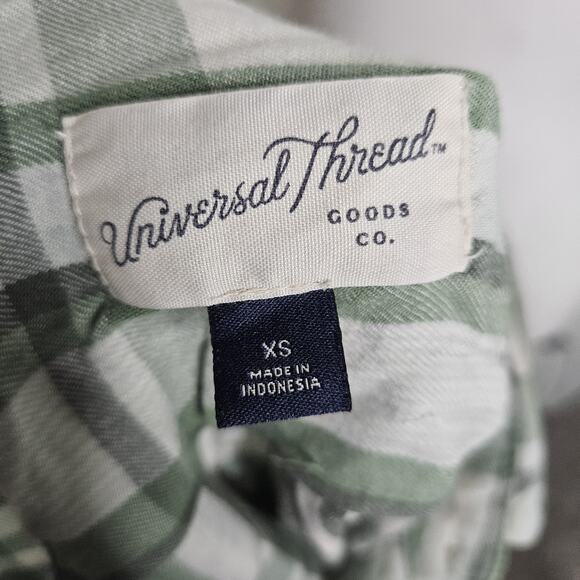 Universal Thread™
GOODS
CO.
XS
MADE IN
INDONESIA